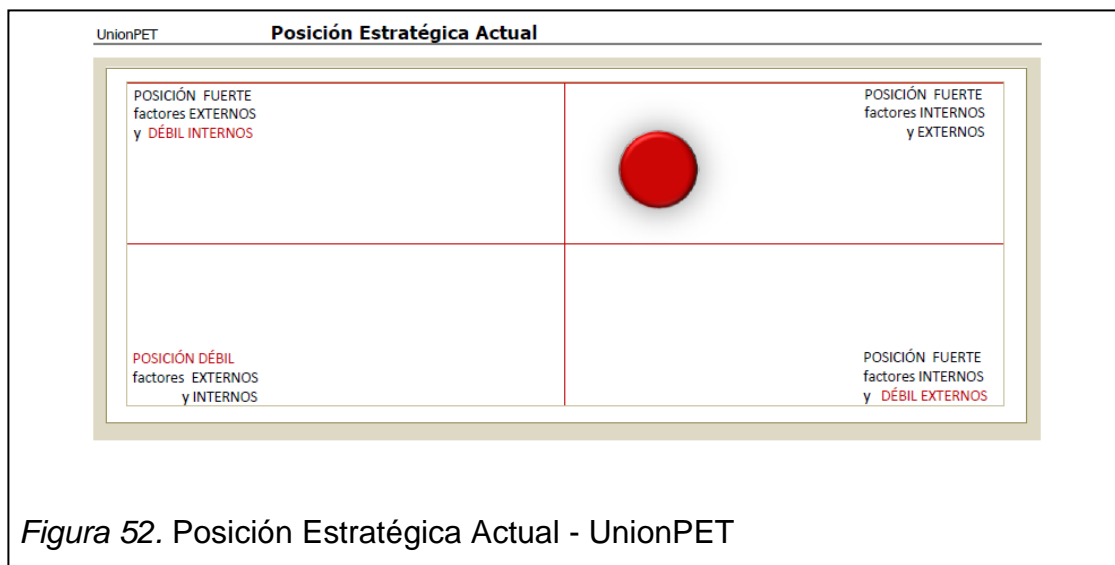 UnionPET Posición Estratégica Actual
POSICIÓN FUERTE
factores EXTERNOS
y DÉBIL INTERNOS
POSICIÓN FUERTE
factores INTERNOS
y EXTERNOS
POSICIÓN DÉBIL
factores EXTERNOS
y INTERNOS
POSICIÓN FUERTE
factores INTERNOS
y DÉBIL EXTERNOS
Figura 52. Posición Estratégica Actual - UnionPET